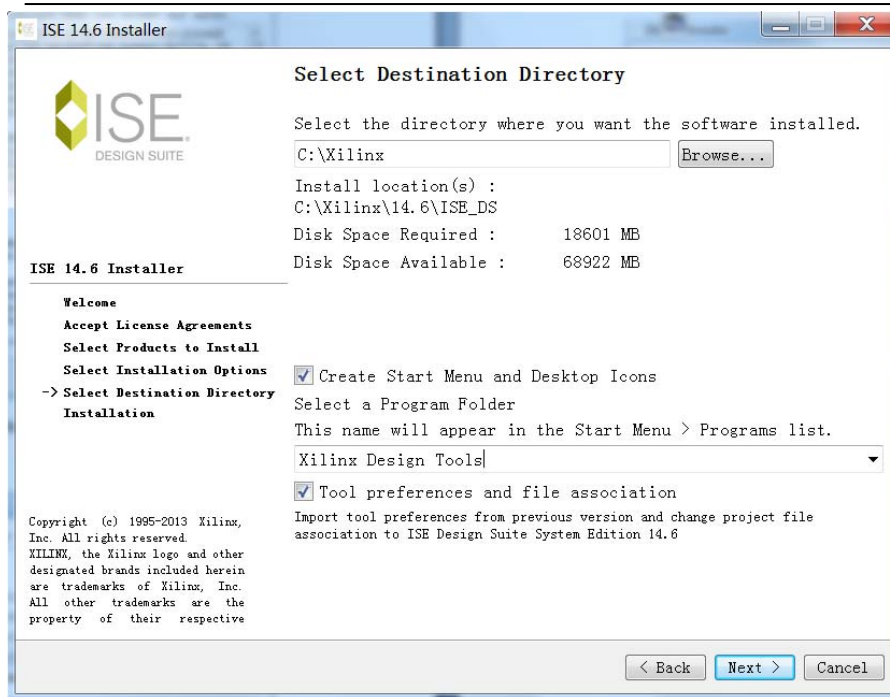 ISE 14.6 Installer
ISE.
DESIGN SUITE
ISE 14.6 Installer
Welcome
Accept License Agreements
Select Products to Install
Select Installation Options
-> Select Destination Directory
Installation
Copyright (c) 1995-2013 Xilinx,
Inc. All rights reserved.
XILINX, the Xilinx logo and other
designated brands included herein
are trademarks of Xilinx, Inc.
All other trademarks are the
property of their respective
Select Destination Directory
Select the directory where you want the software installed.
C:\Xilinx Browse...
Install location(s) :
C:\Xilinx\14.6\ISE_DS
Disk Space Required : 18601 MB
Disk Space Available : 68922 MB
Create Start Menu and Desktop Icons
Select a Program Folder
This name will appear in the Start Menu > Programs list.
Xilinx Design Tools
Tool preferences and file association
Import tool preferences from previous version and change project file
association to ISE Design Suite System Edition 14.6
< Back Next > Cancel